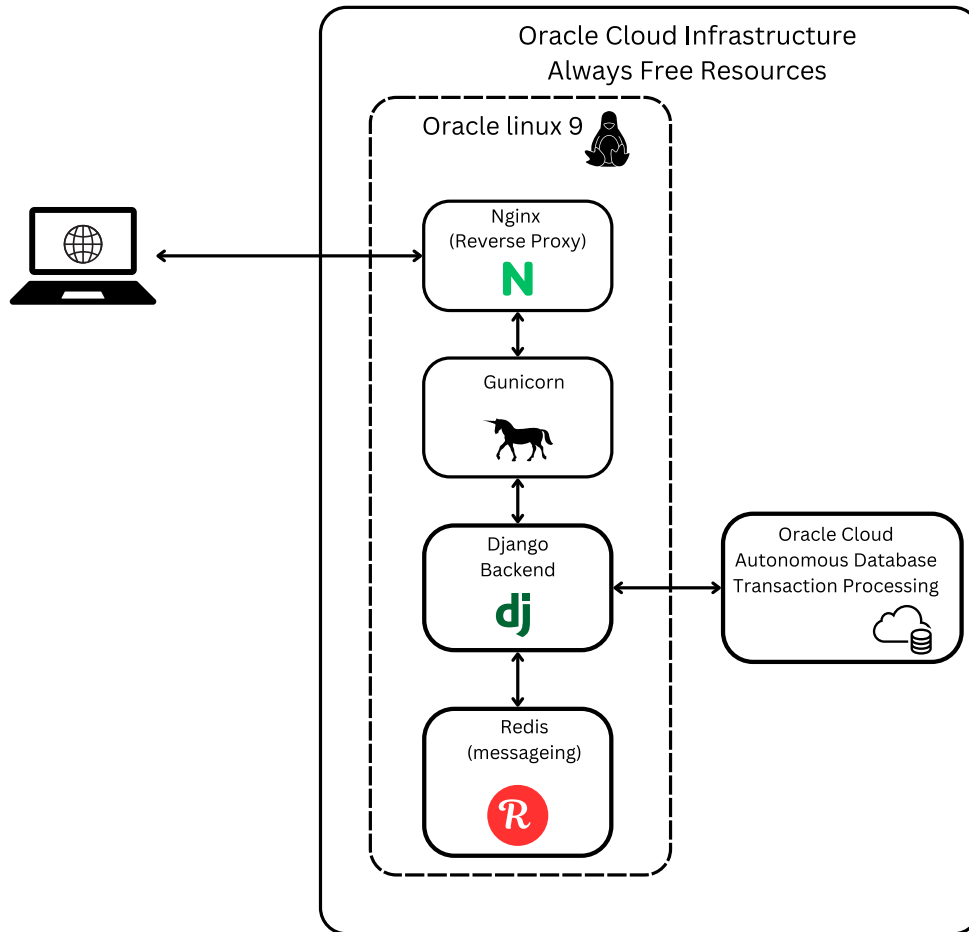 Oracle Cloud Infrastructure
Always Free Resources
Oracle linux 9
Nginx
(Reverse Proxy)
N
Gunicorn
Django
Backend
dj
Oracle Cloud
Autonomous Database
Transaction Processing
Redis
(messageing)
R